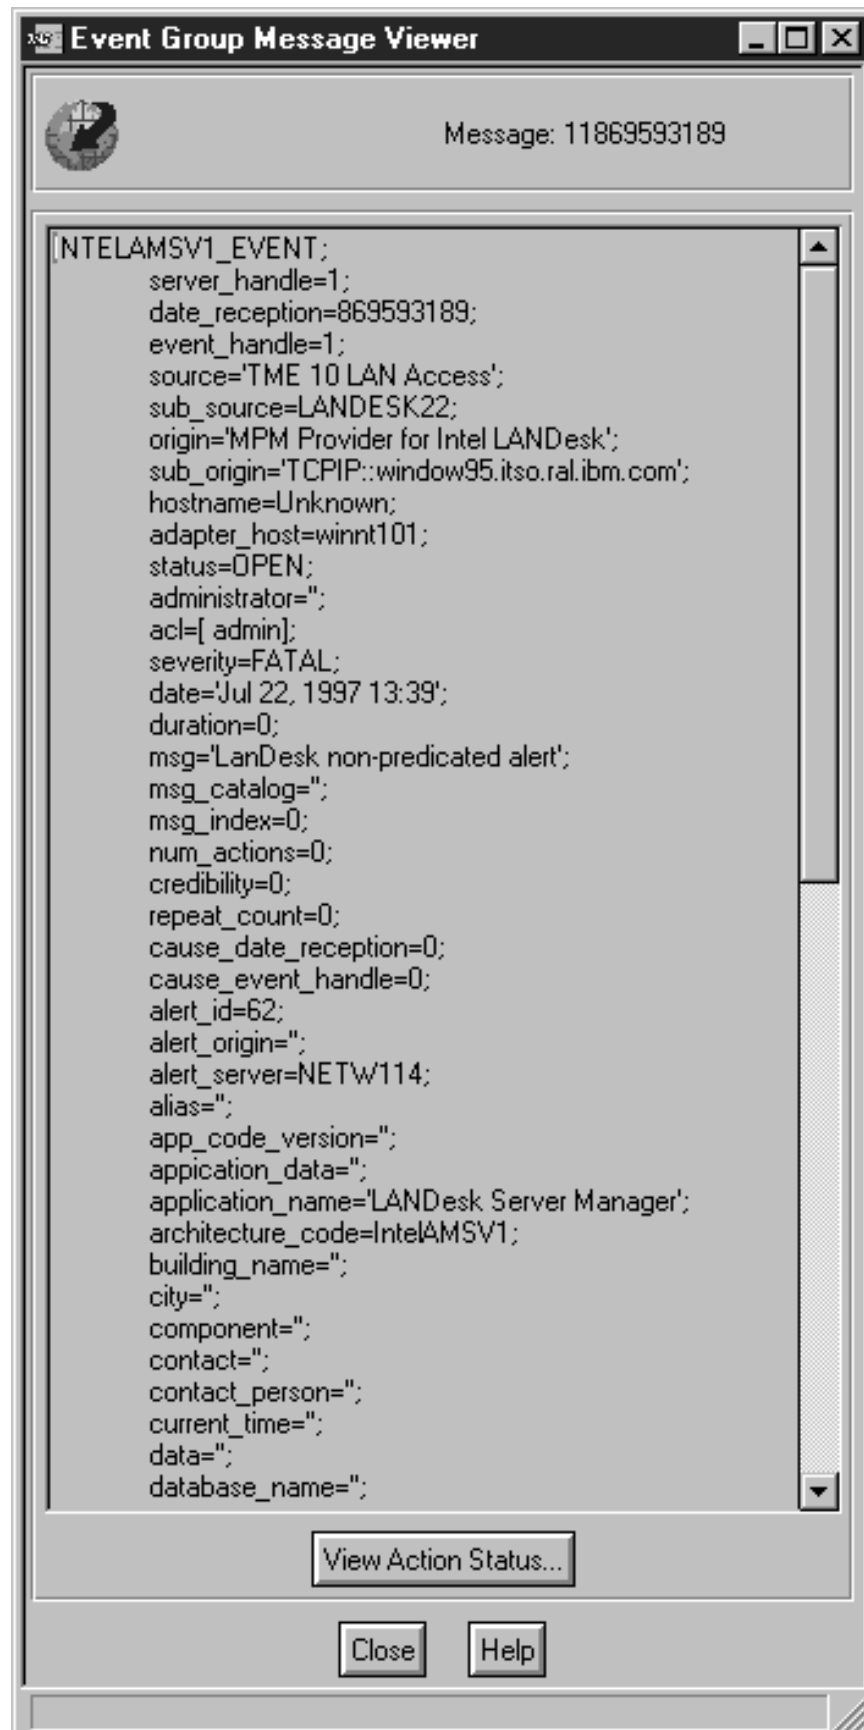 Event Group Message Viewer
Message: 11869593189
INTELAMSV1_EVENT;
server_handle=1;
date_reception=869593189;
event_handle=1;
source='TME 10 LAN Access';
sub_source=LANDESK22;
origin='MPM Provider for Intel LANDesk';
sub_origin='TCPIP::window95.itso.ral.ibm.com';
hostname=Unknown;
adapter_host=winnt101;
status=OPEN;
administrator='';
acl=[ admin];
severity=FATAL;
date='Jul 22, 1997 13:39';
duration=0;
msg='LanDesk non-predicated alert';
msg_catalog='';
msg_index=0;
num_actions=0;
credibility=0;
repeat_count=0;
cause_date_reception=0;
cause_event_handle=0;
alert_id=62;
alert_origin='';
alert_server=NETW114;
alias='';
app_code_version='';
appication_data='';
application_name='LANDesk Server Manager';
architecture_code=IntelAMSV1;
building_name='';
city='';
component='';
contact='';
contact_person='';
current_time='';
data='';
database_name='';
View Action Status...
Close Help